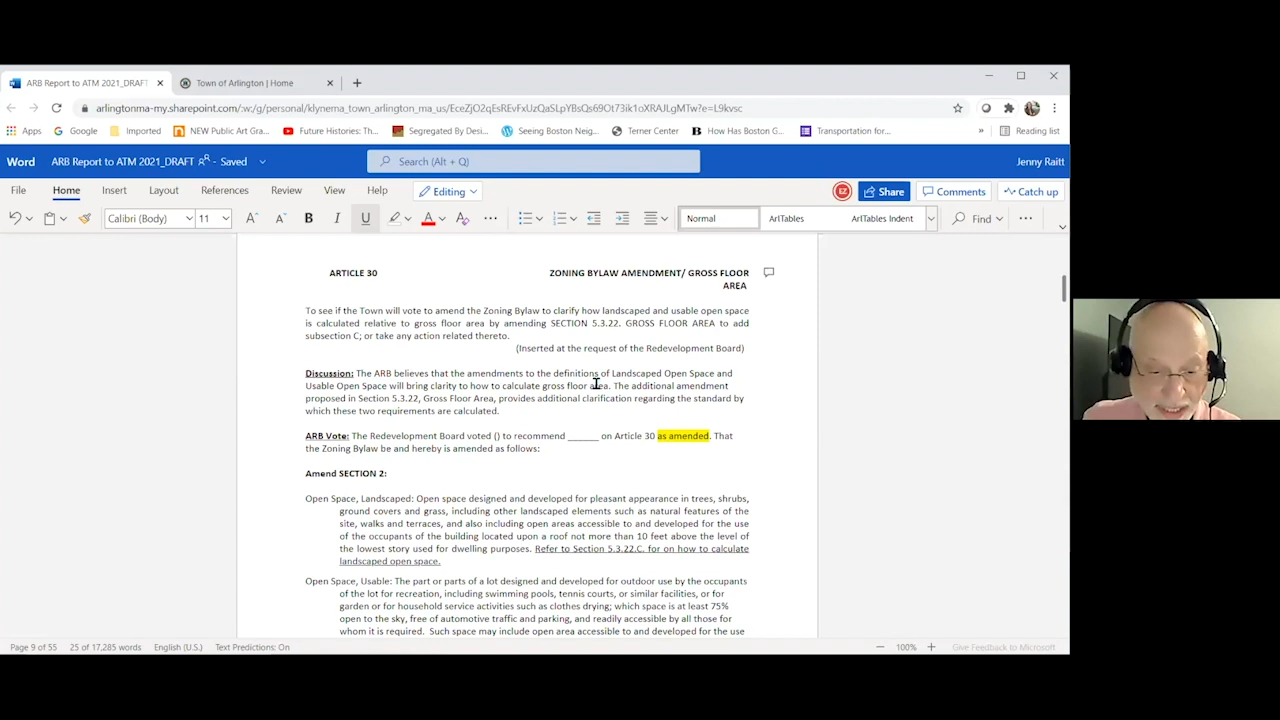 ARB Report to ATM 2021_DRAFT
Town of Arlington | Home
arlingtonma-my.sharepoint.com/:w:/g/personal/klynema_town_arlington_ma_us/EceZjO2qEsREvFxUzQaSLpYBsQs69Ot73ik1oXRAJLgMTw?e=L9kvsc
Apps Google Imported NEW Public Art Gra... Future Histories: Th... Segregated By Desi... Seeing Boston Neig... Terner Center How Has Boston G... Transportation for... » Reading list
Word ARB Report to ATM 2021_DRAFT - Saved Search (Alt + Q) Jenny Raitt
File Home Insert Layout References Review View Help Editing EZ Share Comments Catch up
Calibri (Body) 11 A A B I U A A Normal ArlTables ArlTables Indent Find
ARTICLE 30 ZONING BYLAW AMENDMENT/ GROSS FLOOR
AREA
To see if the Town will vote to amend the Zoning Bylaw to clarify how landscaped and usable open space
is calculated relative to gross floor area by amending SECTION 5.3.22. GROSS FLOOR AREA to add
subsection C; or take any action related thereto.
(Inserted at the request of the Redevelopment Board)
Discussion: The ARB believes that the amendments to the definitions of Landscaped Open Space and
Usable Open Space will bring clarity to how to calculate gross floor area. The additional amendment
proposed in Section 5.3.22, Gross Floor Area, provides additional clarification regarding the standard by
which these two requirements are calculated.
ARB Vote: The Redevelopment Board voted () to recommend ______ on Article 30 as amended. That
the Zoning Bylaw be and hereby is amended as follows:
Amend SECTION 2:
Open Space, Landscaped: Open space designed and developed for pleasant appearance in trees, shrubs,
ground covers and grass, including other landscaped elements such as natural features of the
site, walks and terraces, and also including open areas accessible to and developed for the use
of the occupants of the building located upon a roof not more than 10 feet above the level of
the lowest story used for dwelling purposes. Refer to Section 5.3.22.C. for on how to calculate
landscaped open space.
Open Space, Usable: The part or parts of a lot designed and developed for outdoor use by the occupants
of the lot for recreation, including swimming pools, tennis courts, or similar facilities, or for
garden or for household service activities such as clothes drying; which space is at least 75%
open to the sky, free of automotive traffic and parking, and readily accessible by all those for
whom it is required. Such space may include open area accessible to and developed for the use
Page 9 of 55 25 of 17,285 words English (U.S.) Text Predictions: On 100% Give Feedback to Microsoft